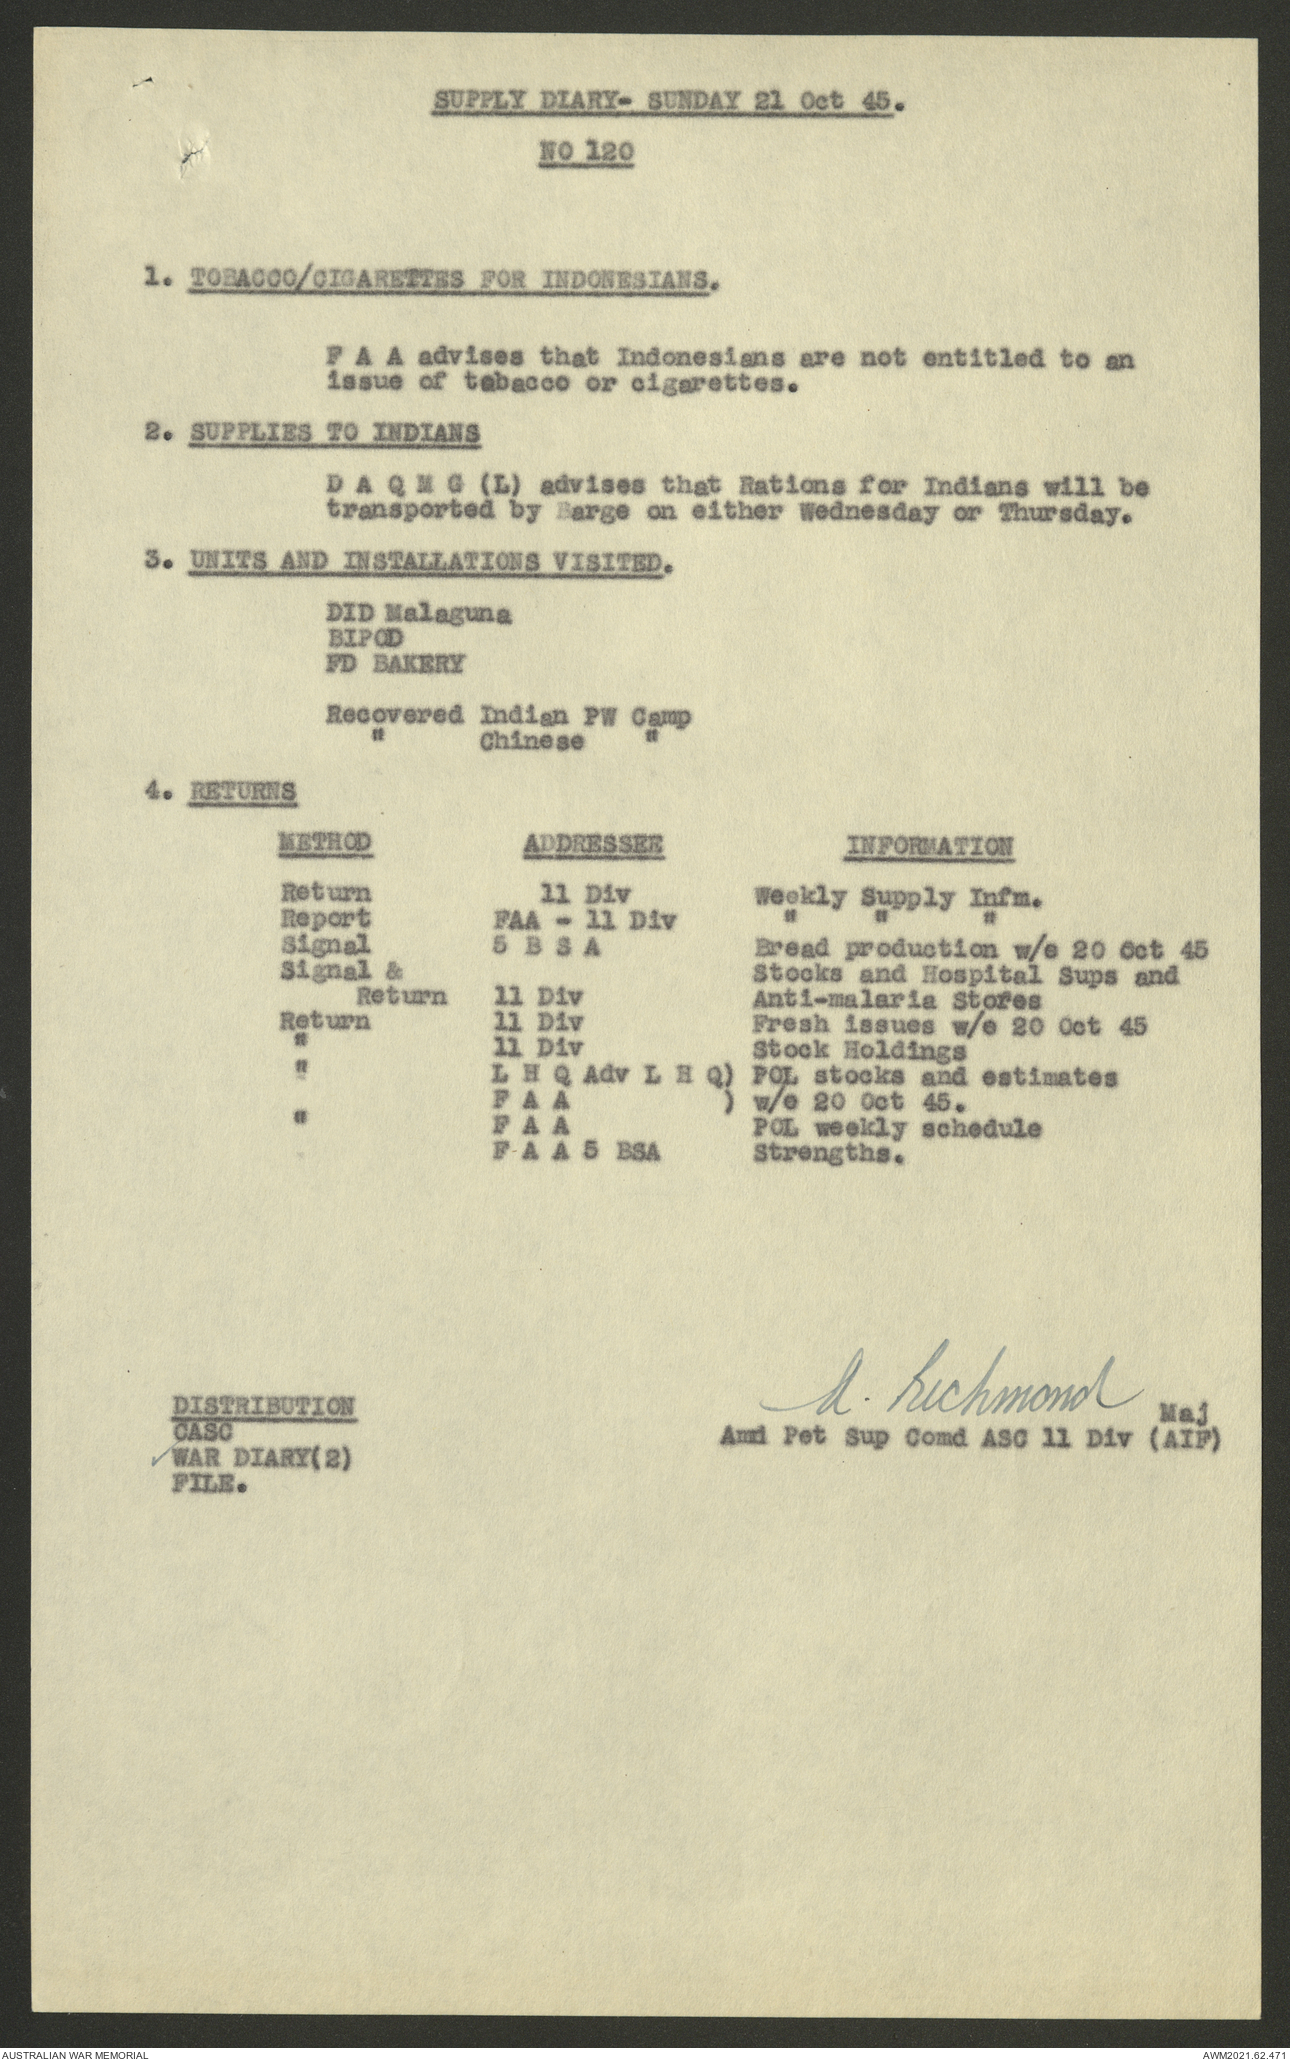 SUPPLY DIARY- SUNDAY 21 Oct 45.
NO 120
1. TOBACCO/CIGARETTES FOR INDONESIANS.
F A A advises that Indonesians are not entitled to an
issue of tobacco or cigarettes.
2. SUPPLIES TO INDIANS
D A Q M G (L) advises that Rations for Indians will be
transported by Barge on either Wednesday or Thursday.
3. UNITS AND INSTALLATIONS VISITED.
DID Malaguna
BIPOD
FD BAKERY
Recovered Indian PW Camp
" Chinese "
4. RETURNS
METHOD ADDRESSEE INFORMATION
Return 11 Div Weekly Supply Infm.
Report FAA - 11 Div " " "
Signal 5 B S A Bread production w/e 20 Oct 45
Signal & Stocks and Hospital Sups and
Return 11 Div Anti-malaria Stores
Return 11 Div Fresh issues w/e 20 Oct 45
" 11 Div Stock Holdings
" L H Q Adv L H Q) POL stocks and estimates
F A A ) w/e 20 Oct 45.
" F A A POL weekly schedule
F A A 5 BSA Strengths.
A. Richmond Maj
Amd Pet Sup Comd ASC 11 Div (AIF)
DISTRIBUTION
CASC
WAR DIARY(2)
FILE.
AUSTRALIAN WAR MEMORIAL AWM2021.62.471